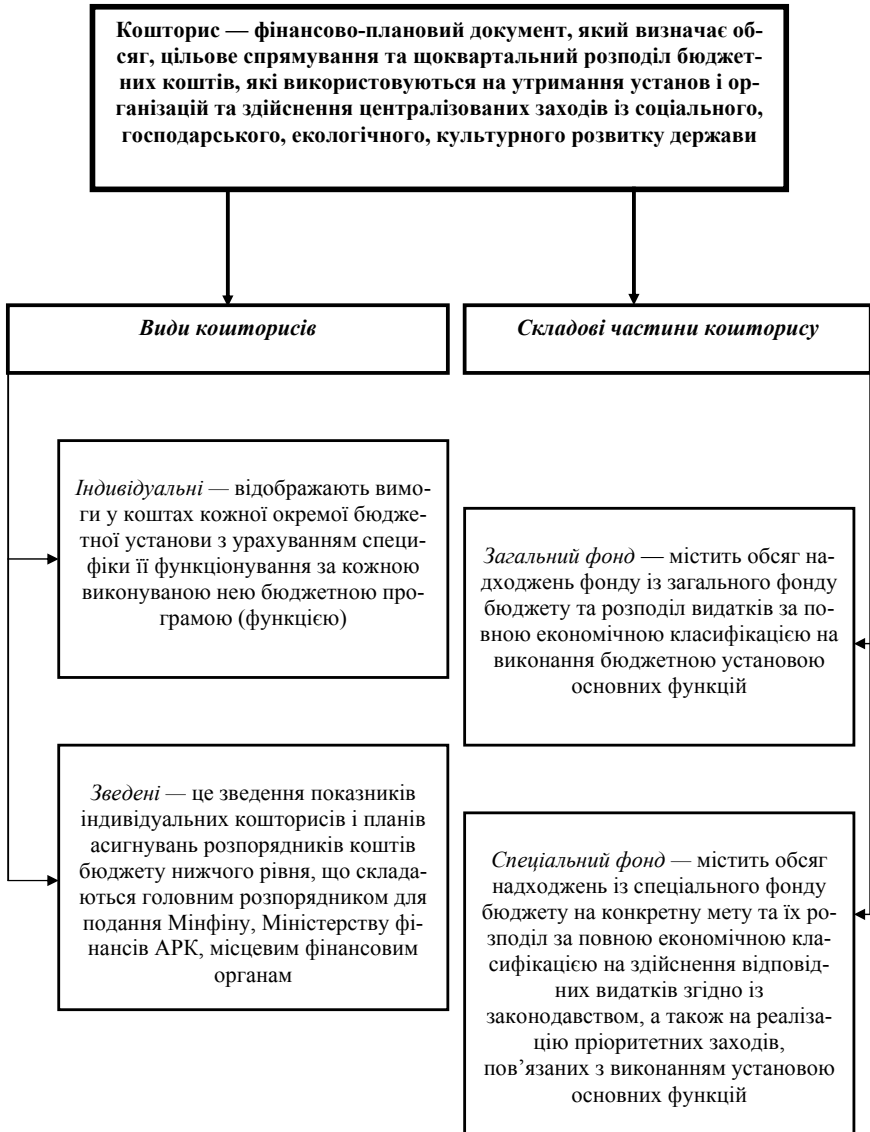 Кошторис — фінансово-плановий документ, який визначає об-
сяг, цільове спрямування та щоквартальний розподіл бюджет-
них коштів, які використовуються на утримання установ і ор-
ганізацій та здійснення централізованих заходів із соціального,
господарського, екологічного, культурного розвитку держави
Види кошторисів
Індивідуальні — відображають вимо-
ги у коштах кожної окремої бюдже-
тної установи з урахуванням специ-
фіки її функціонування за кожною
виконуваною нею бюджетною про-
грамою (функцією)
Зведені — це зведення показників
індивідуальних кошторисів і планів
асигнувань розпорядників коштів
бюджету нижчого рівня, що склада-
ються головним розпорядником для
подання Мінфіну, Міністерству фі-
нансів АРК, місцевим фінансовим
органам
Складові частини кошторису
Загальний фонд — містить обсяг на-
дходжень фонду із загального фонду
бюджету та розподіл видатків за по-
вною економічною класифікацією на
виконання бюджетною установою
основних функцій
Спеціальний фонд — містить обсяг
надходжень із спеціального фонду
бюджету на конкретну мету та їх ро-
зподіл за повною економічною кла-
сифікацією на здійснення відповід-
них видатків згідно із
законодавством, а також на реаліза-
цію пріоритетних заходів,
пов’язаних з виконанням установою
основних функцій